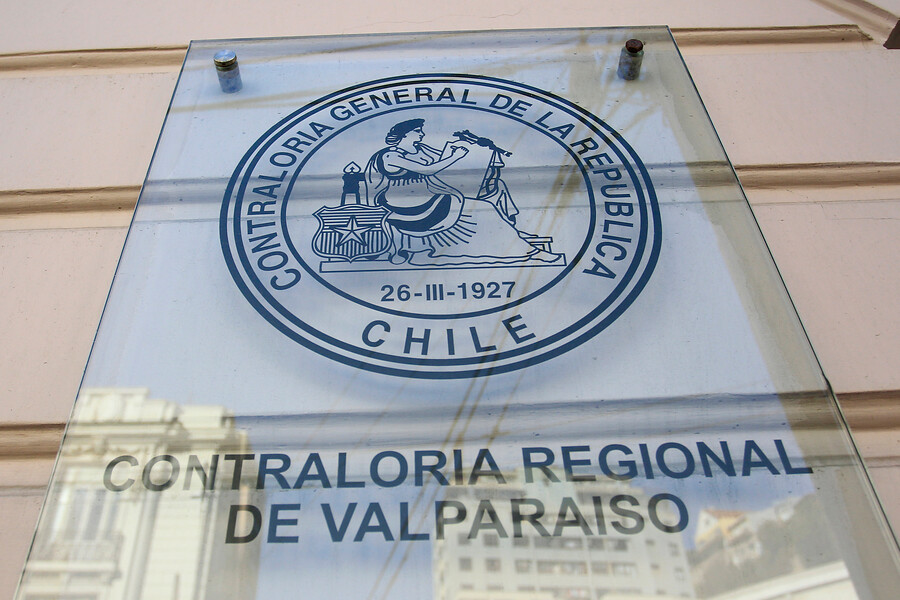 CONTRALORIA GENERAL DE LA REPUBLICA
26-III-1927
CHILE
CONTRALORIA REGIONAL
DE VALPARAISO